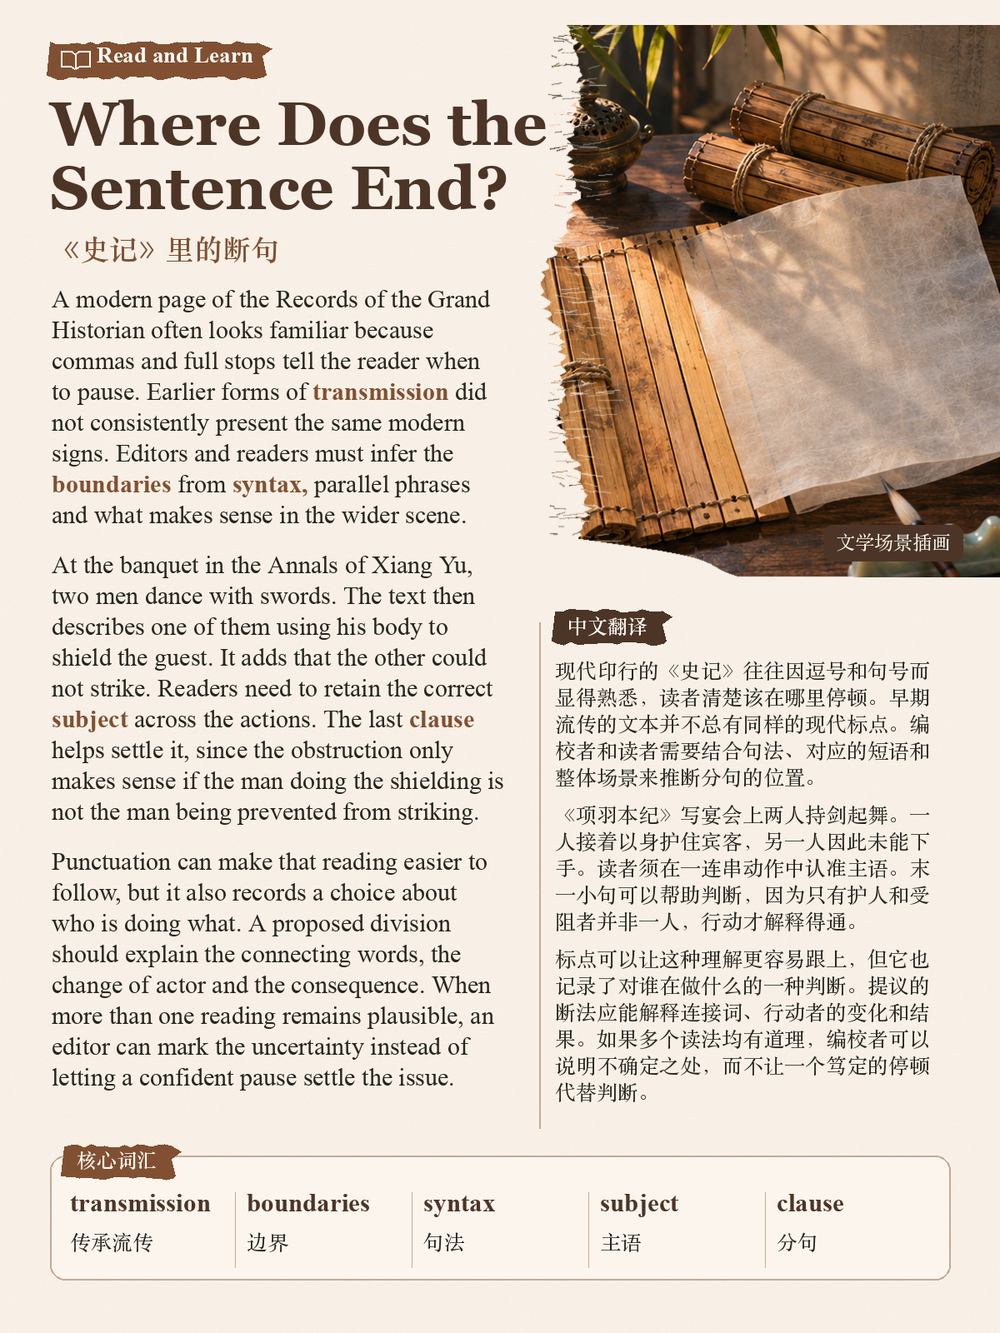 Read and Learn
Where Does the
Sentence End?
《史记》里的断句
A modern page of the Records of the Grand
Historian often looks familiar because
commas and full stops tell the reader when
to pause. Earlier forms of transmission did
not consistently present the same modern
signs. Editors and readers must infer the
boundaries from syntax, parallel phrases
and what makes sense in the wider scene.
At the banquet in the Annals of Xiang Yu,
two men dance with swords. The text then
describes one of them using his body to
shield the guest. It adds that the other could
not strike. Readers need to retain the correct
subject across the actions. The last clause
helps settle it, since the obstruction only
makes sense if the man doing the shielding is
not the man being prevented from striking.
Punctuation can make that reading easier to
follow, but it also records a choice about
who is doing what. A proposed division
should explain the connecting words, the
change of actor and the consequence. When
more than one reading remains plausible, an
editor can mark the uncertainty instead of
letting a confident pause settle the issue.
文学场景插画
中文翻译
现代印行的《史记》往往因逗号和句号而
显得熟悉，读者清楚该在哪里停顿。早期
流传的文本并不总有同样的现代标点。编
校者和读者需要结合句法、对应的短语和
整体场景来推断分句的位置。
《项羽本纪》写宴会上两人持剑起舞。一
人接着以身护住宾客，另一人因此未能下
手。读者须在一连串动作中认准主语。末
一小句可以帮助判断，因为只有护人和受
阻者并非一人，行动才解释得通。
标点可以让这种理解更容易跟上，但它也
记录了对谁在做什么的一种判断。提议的
断法应能解释连接词、行动者的变化和结
果。如果多个读法均有道理，编校者可以
说明不确定之处，而不让一个笃定的停顿
代替判断。
核心词汇
transmission
传承流传
boundaries
边界
syntax
句法
subject
主语
clause
分句